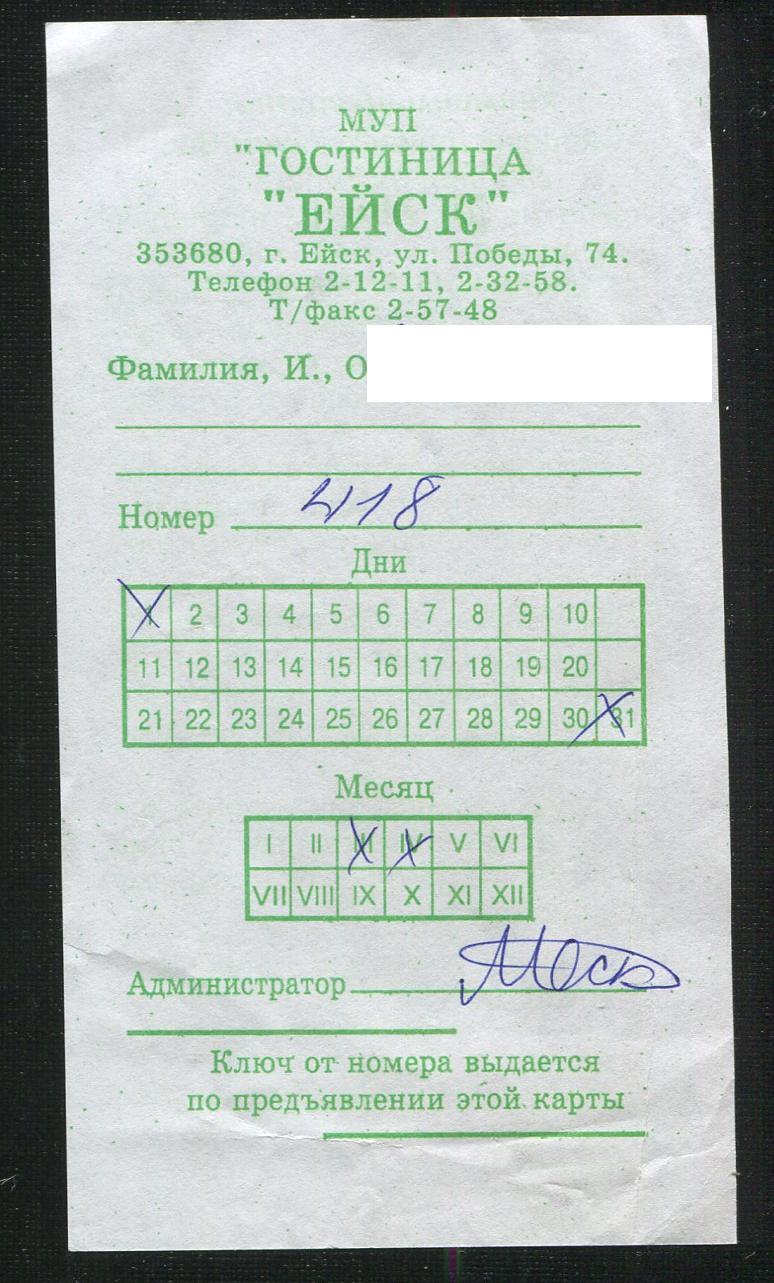 МУП
"ГОСТИНИЦА
"ЕЙСК"
353680, г. Ейск, ул. Победы, 74.
Телефон 2-12-11, 2-32-58.
Т/факс 2-57-48
Фамилия, И., О
Номер 418
Дни
1 2 3 4 5 6 7 8 9 10
11 12 13 14 15 16 17 18 19 20
21 22 23 24 25 26 27 28 29 30 31
Месяц
I II III IV V VI
VII VIII IX X XI XII
Администратор
Ключ от номера выдается
по предъявлении этой карты